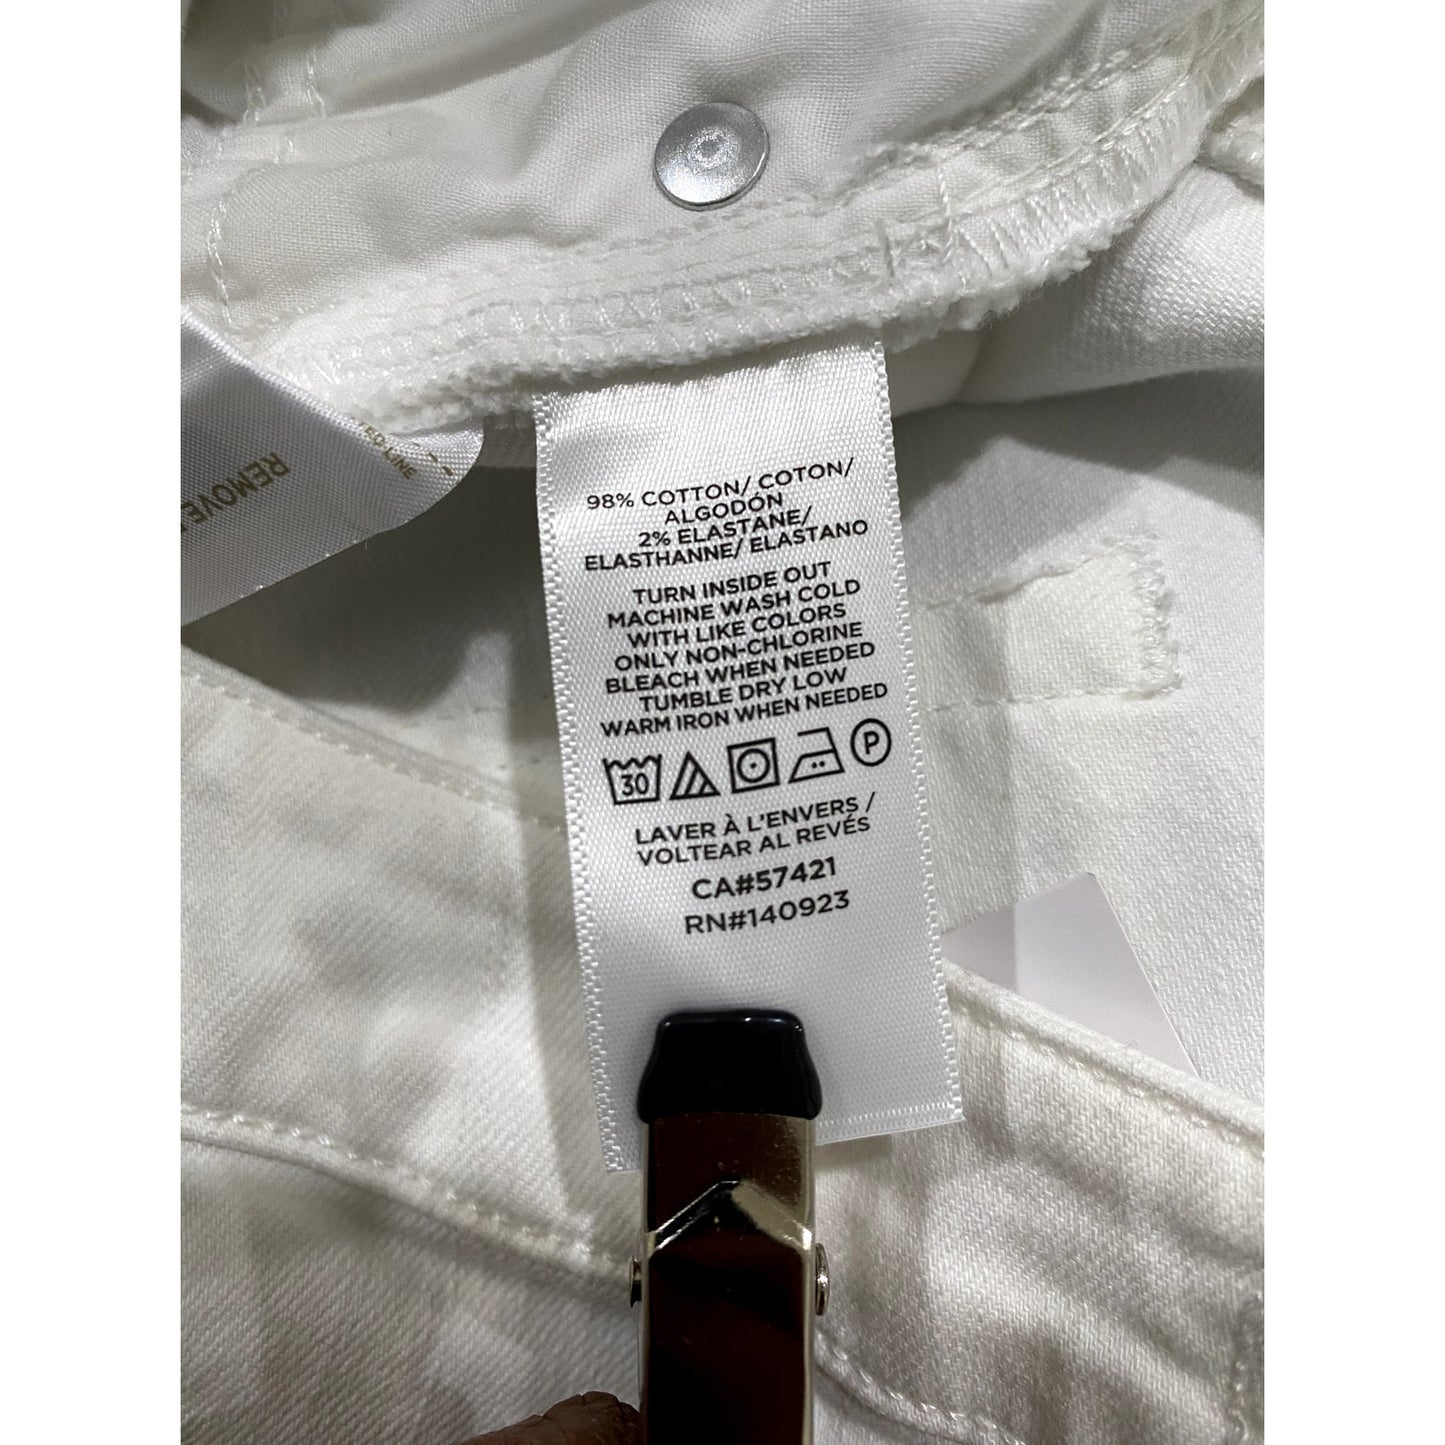 REMOVE
ED-LINE
98% COTTON/ COTON/
ALGODÓN
2% ELASTANE/
ELASTHANNE/ ELASTANO
TURN INSIDE OUT
MACHINE WASH COLD
WITH LIKE COLORS
ONLY NON-CHLORINE
BLEACH WHEN NEEDED
TUMBLE DRY LOW
WARM IRON WHEN NEEDED
30 P
LAVER À L'ENVERS /
VOLTEAR AL REVÉS
CA#57421
RN#140923